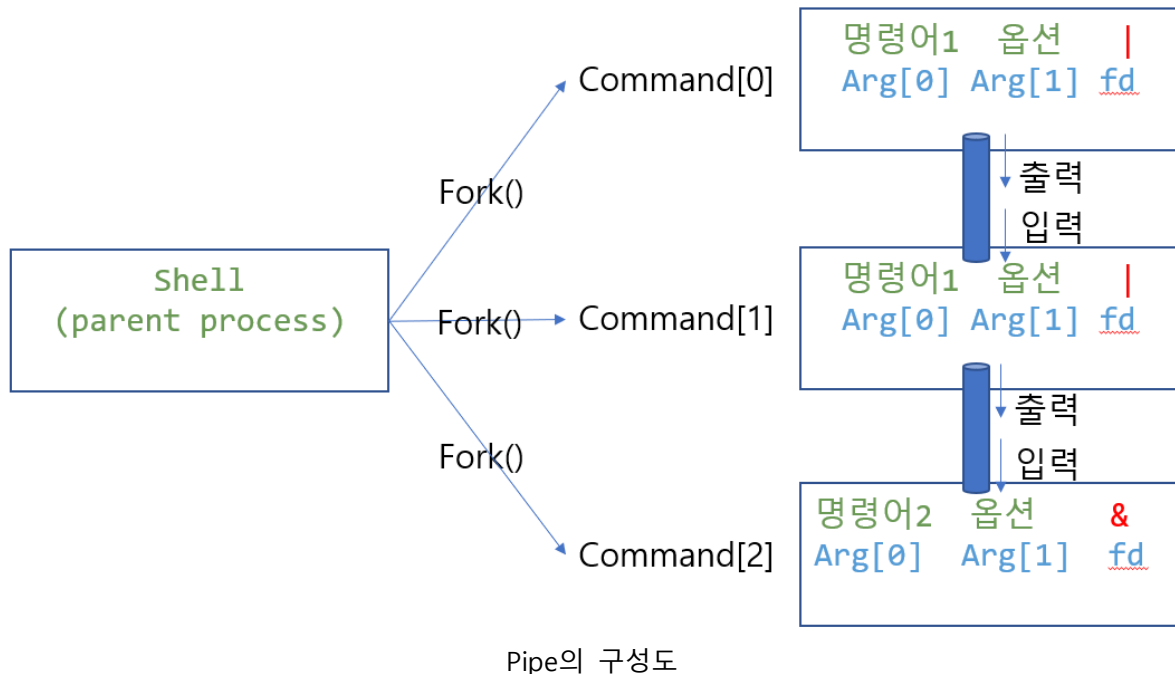 명령어1 옵션 |
Command[0]
Arg[0] Arg[1] fd
출력
Fork()
입력
Shell
(parent process)
명령어1 옵션 |
Fork()
Command[1]
Arg[0] Arg[1] fd
출력
Fork()
입력
명령어2 옵션 &
Command[2]
Arg[0] Arg[1] fd
Pipe의 구성도